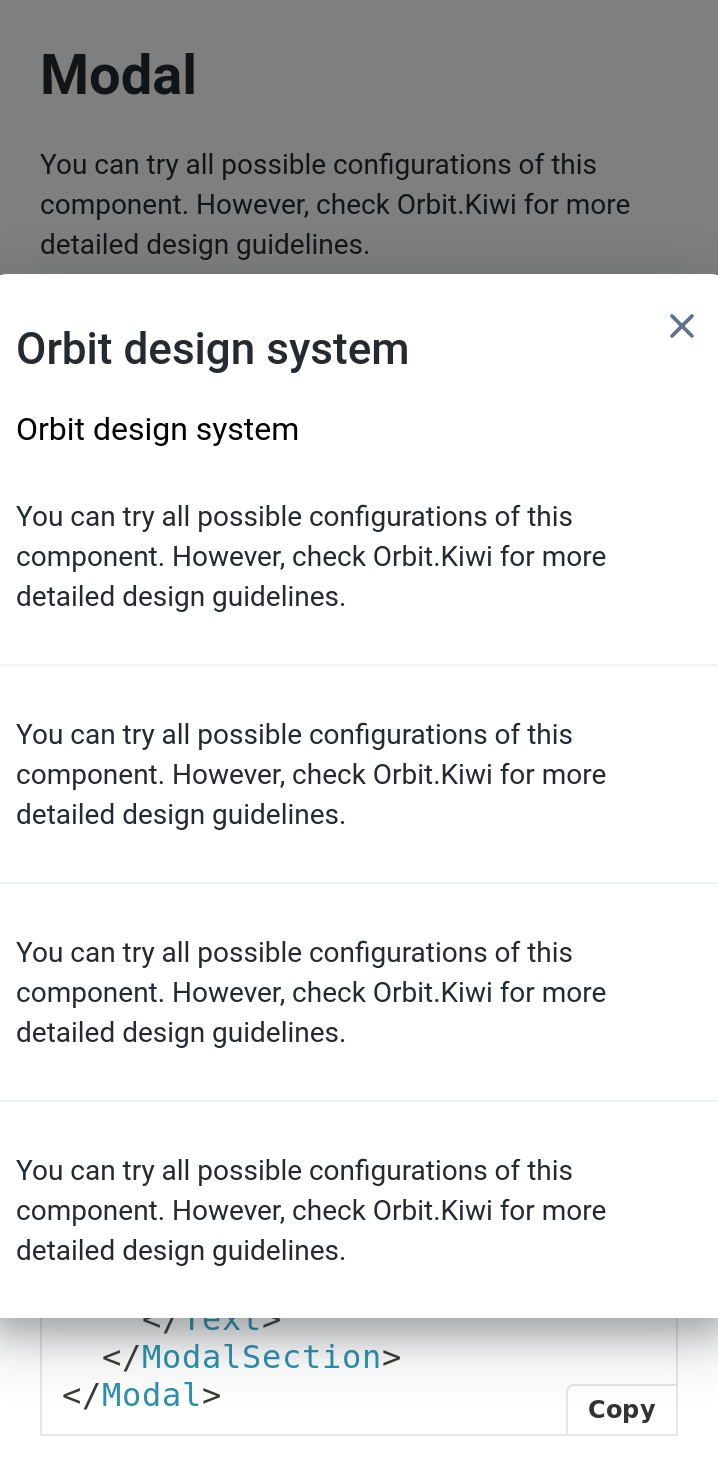 Modal
You can try all possible configurations of this
component. However, check Orbit.Kiwi for more
detailed design guidelines.
Orbit design system
Orbit design system
You can try all possible configurations of this
component. However, check Orbit.Kiwi for more
detailed design guidelines.
You can try all possible configurations of this
component. However, check Orbit.Kiwi for more
detailed design guidelines.
You can try all possible configurations of this
component. However, check Orbit.Kiwi for more
detailed design guidelines.
You can try all possible configurations of this
component. However, check Orbit.Kiwi for more
detailed design guidelines.
</Text>
</ModalSection>
</Modal>
Copy